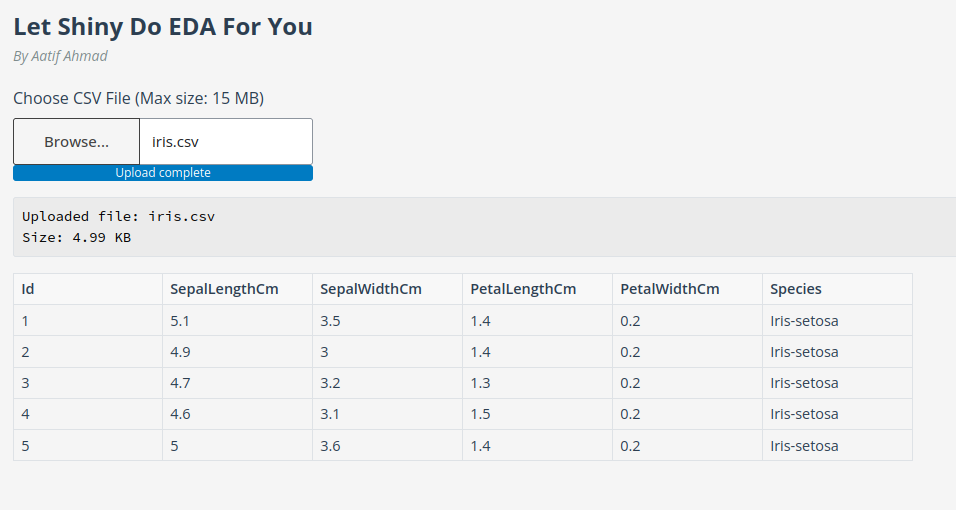 Let Shiny Do EDA For You
By Aatif Ahmad
Choose CSV File (Max size: 15 MB)
Browse... iris.csv
Upload complete
Uploaded file: iris.csv
Size: 4.99 KB
Id SepalLengthCm SepalWidthCm PetalLengthCm PetalWidthCm Species
1 5.1 3.5 1.4 0.2 Iris-setosa
2 4.9 3 1.4 0.2 Iris-setosa
3 4.7 3.2 1.3 0.2 Iris-setosa
4 4.6 3.1 1.5 0.2 Iris-setosa
5 5 3.6 1.4 0.2 Iris-setosa